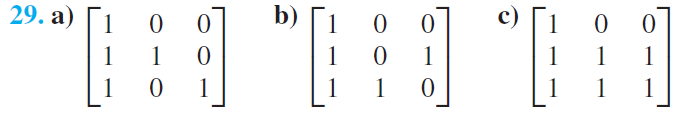 29. a) [1 0 0] b) [1 0 0] c) [1 0 0]
[1 1 0] [1 0 1] [1 1 1]
[1 0 1] [1 1 0] [1 1 1]